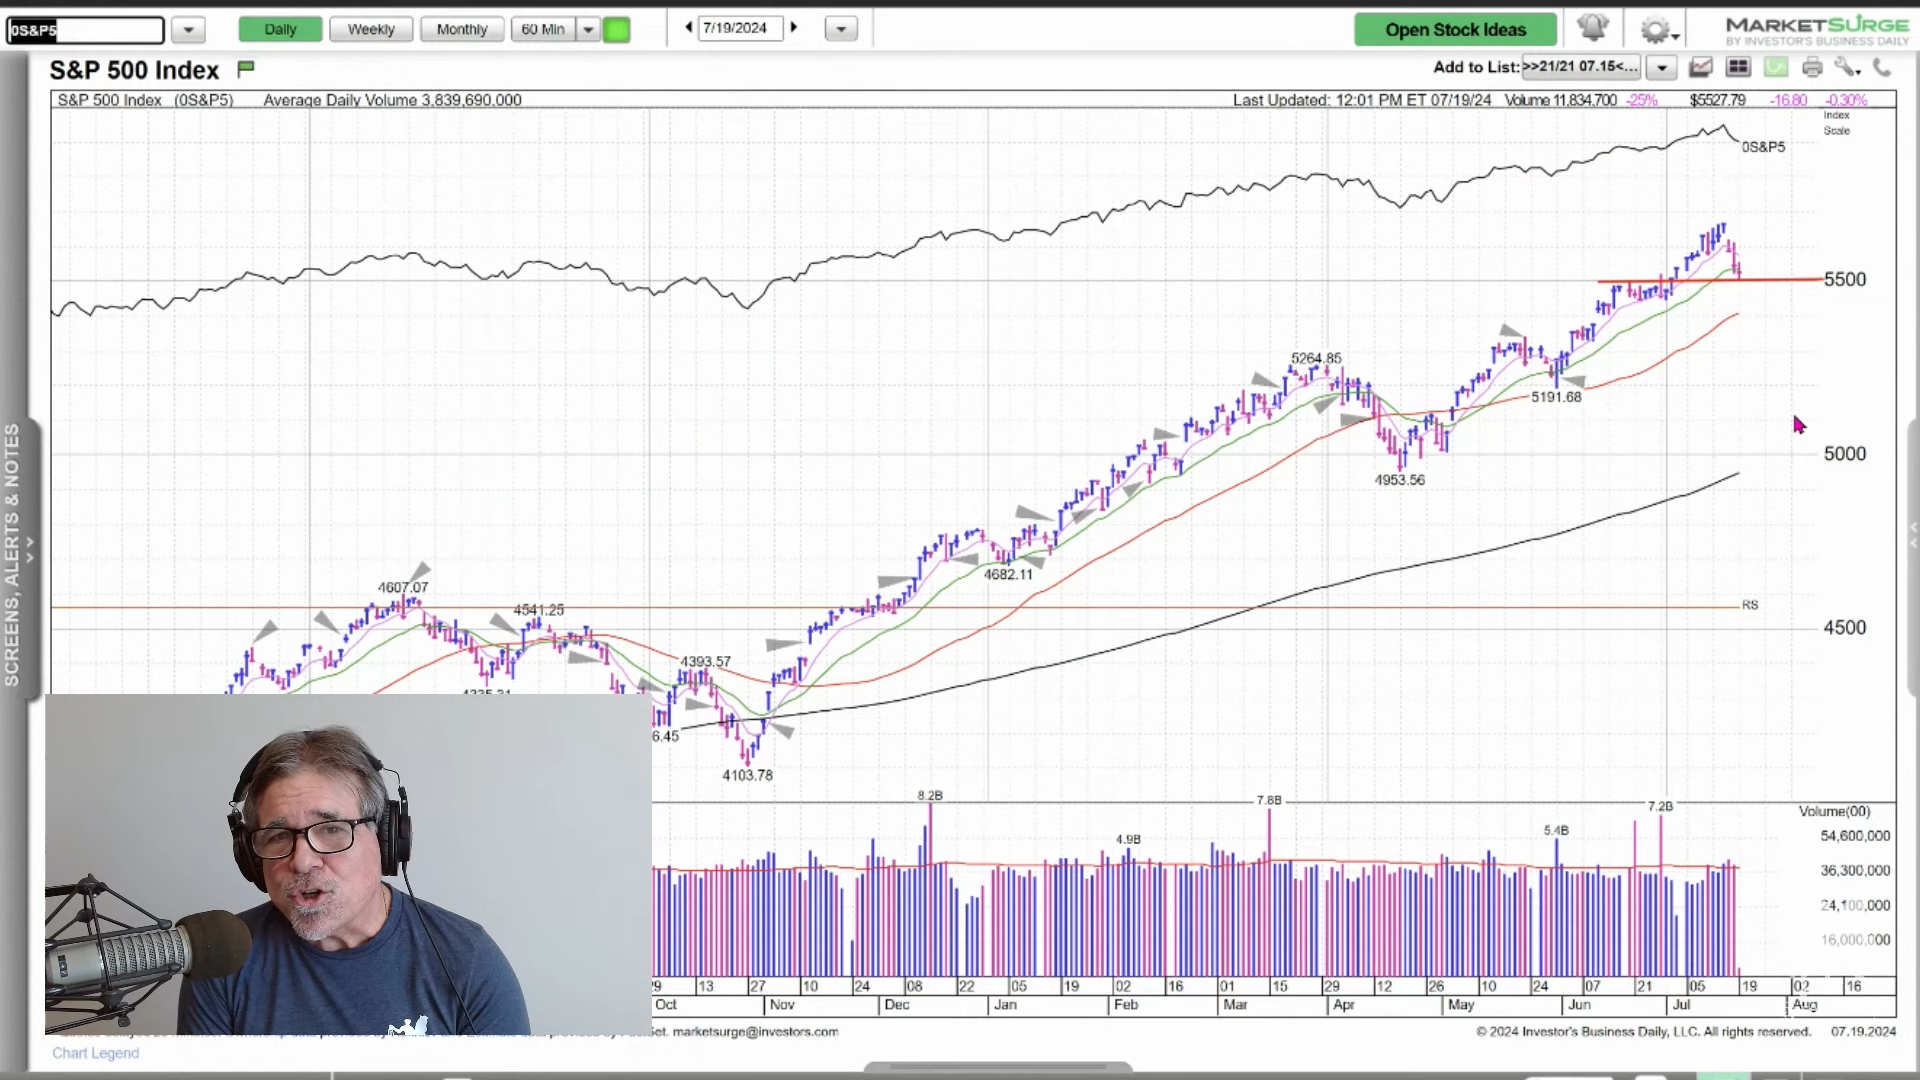 0S&P5
Daily
Weekly
Monthly
60 Min
7/19/2024
Open Stock Ideas
MARKETSURGE
BY INVESTOR'S BUSINESS DAILY
S&P 500 Index
Add to List:
>>21/21 07.15<...
S&P 500 Index (0S&P5) Average Daily Volume 3,839,690,000
Last Updated: 12:01 PM ET 07/19/24 Volume 11,834,700 -25% $5527.79 -16.80 -0.30%
Index
Scale
0S&P5
5500
5264.85
5191.68
5000
4953.56
SCREENS, ALERTS & NOTES
4682.11
4607.07
4541.25
RS
4500
4393.57
6.45
4103.78
8.2B
7.8B
7.2B
4.9B
5.4B
Volume(00)
54,600,000
36,300,000
24,100,000
16,000,000
29 13 27 10 24 08 22 05 19 02 16 01 15 29 12 26 10 24 07 21 05 19 02 16
Oct Nov Dec Jan Feb Mar Apr May Jun Jul Aug
marketsurge@investors.com
© 2024 Investor's Business Daily, LLC. All rights reserved. 07.19.2024
Chart Legend